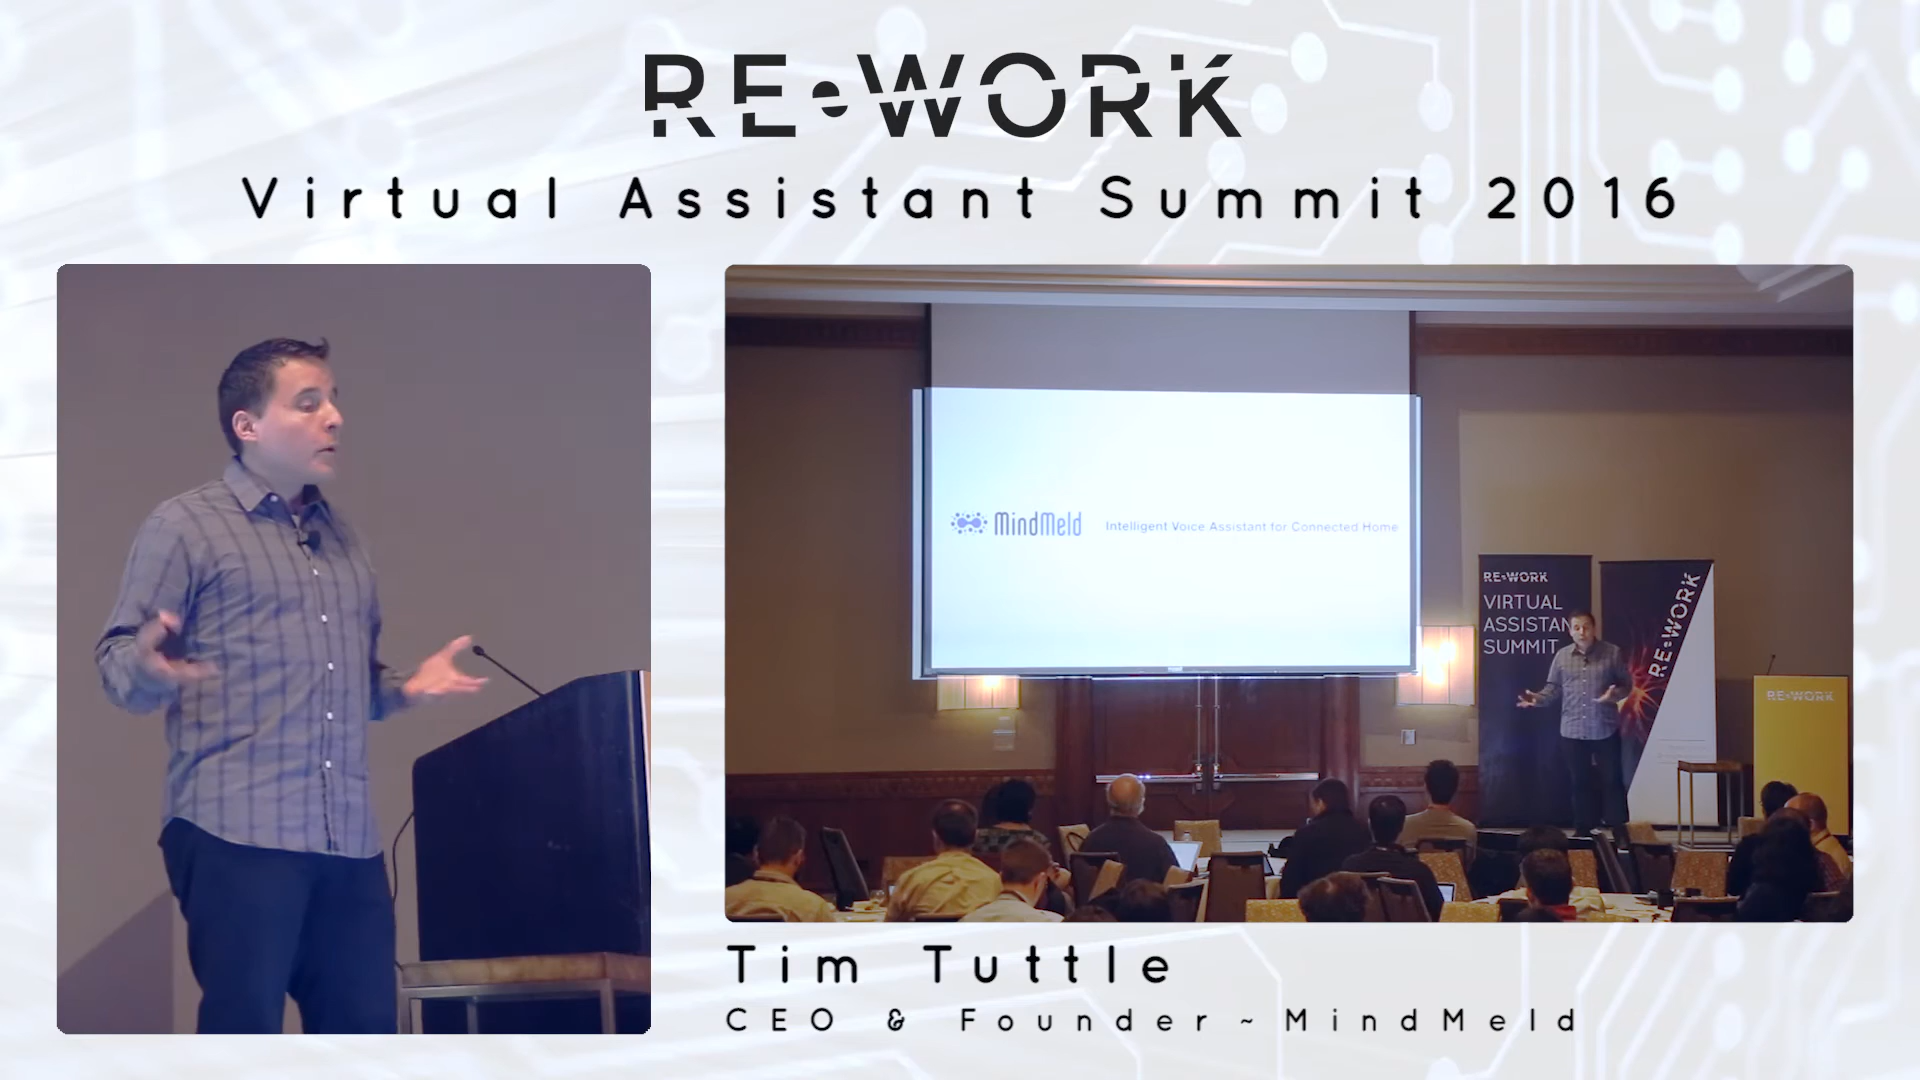 RE•WORK
Virtual Assistant Summit 2016
MindMeld Intelligent Voice Assistant for Connected Home
RE•WORK
VIRTUAL
ASSISTAN
SUMMIT
RE•WORK
RE•WORK
Tim Tuttle
CEO & Founder ~ MindMeld